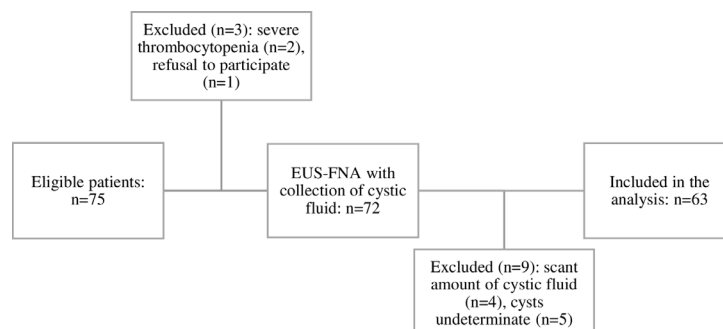 Excluded (n=3): severe
thrombocytopenia (n=2),
refusal to participate
(n=1)
Eligible patients:
n=75
EUS-FNA with
collection of cystic
fluid: n=72
Included in the
analysis: n=63
Excluded (n=9): scant
amount of cystic fluid
(n=4), cysts
undeterminate (n=5)